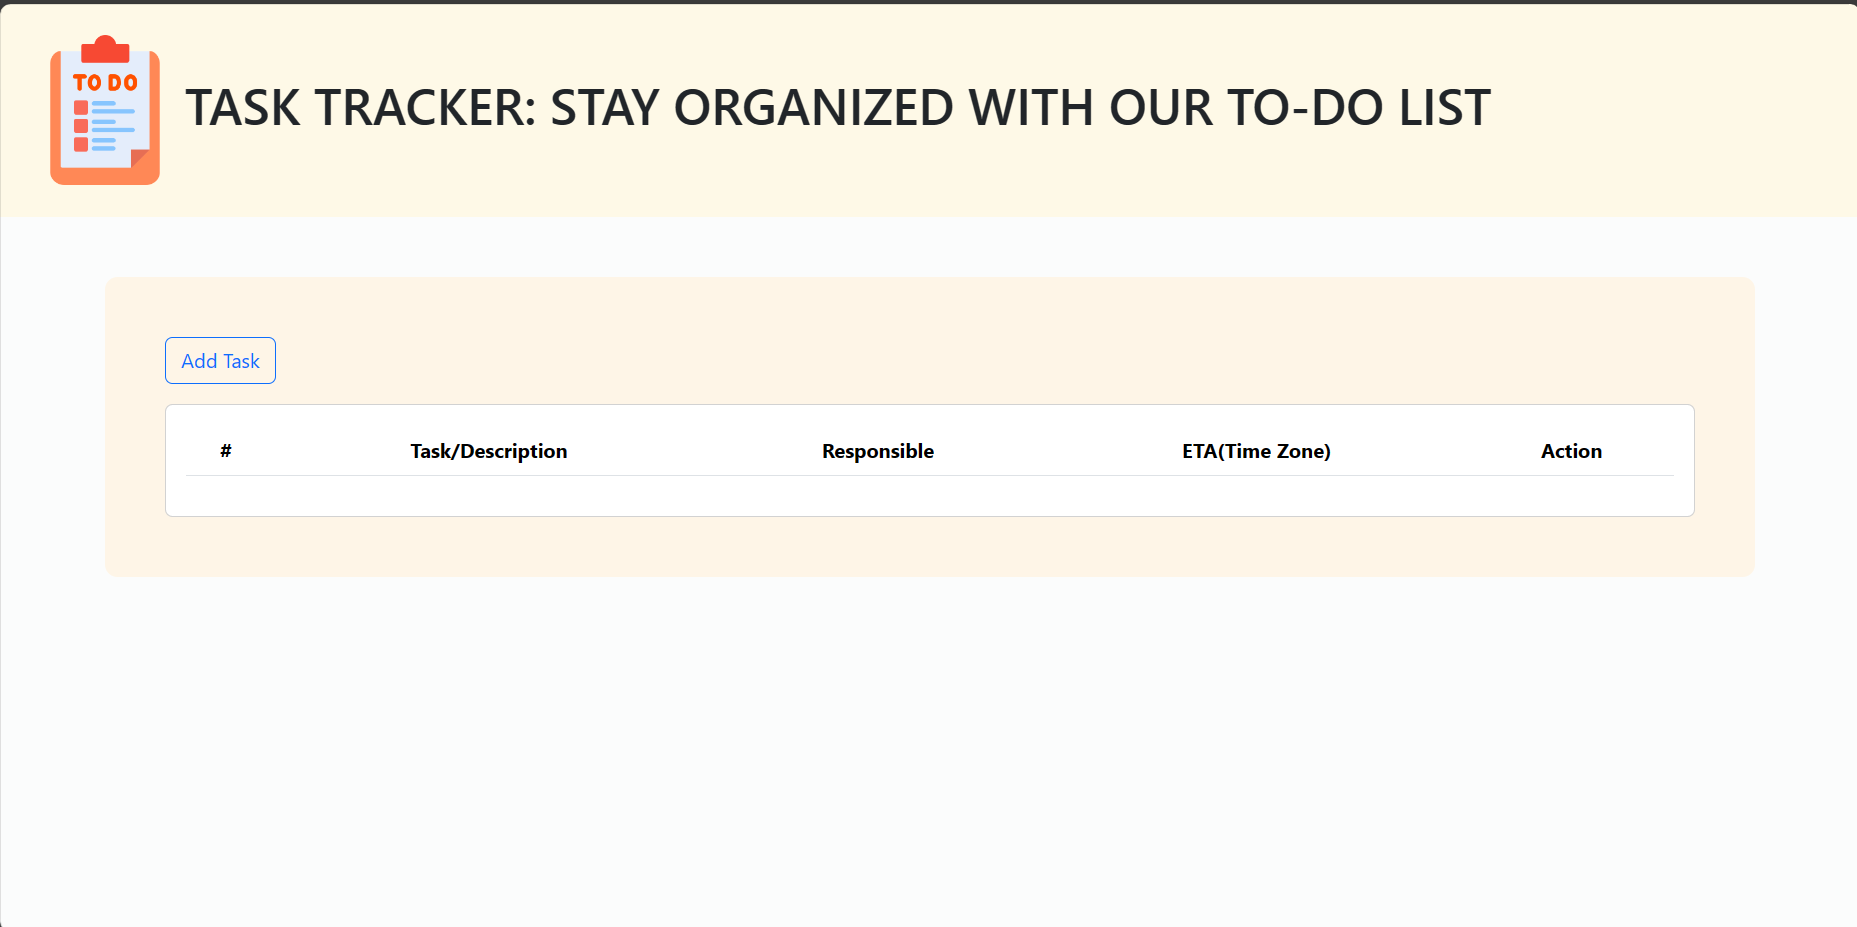 TO DO
TASK TRACKER: STAY ORGANIZED WITH OUR TO-DO LIST
Add Task
# Task/Description Responsible ETA(Time Zone) Action